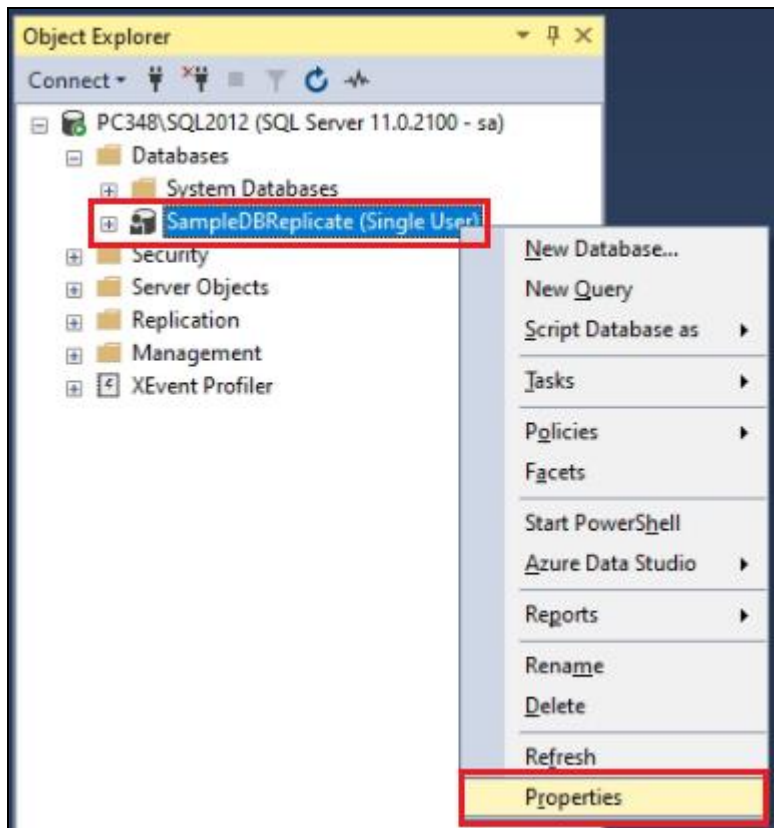 Object Explorer
Connect
PC348\SQL2012 (SQL Server 11.0.2100 - sa)
Databases
System Databases
SampleDBReplicate (Single User)
Security
Server Objects
Replication
Management
XEvent Profiler
New Database...
New Query
Script Database as
Tasks
Policies
Facets
Start PowerShell
Azure Data Studio
Reports
Rename
Delete
Refresh
Properties